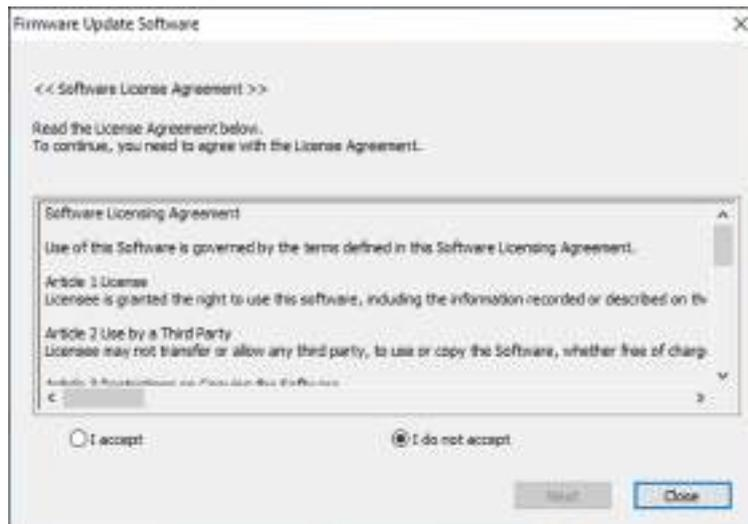 Firmware Update Software
<< Software License Agreement >>
Read the License Agreement below.
To continue, you need to agree with the License Agreement.
Software Licensing Agreement
Use of this Software is governed by the terms defined in this Software Licensing Agreement.
Article 1 License
Licensee is granted the right to use this software, including the information recorded or described on
Article 2 Use by a Third Party
Licensee may not transfer or allow any third party, to use or copy the Software, whether free of
I accept
I do not accept
Next
Close